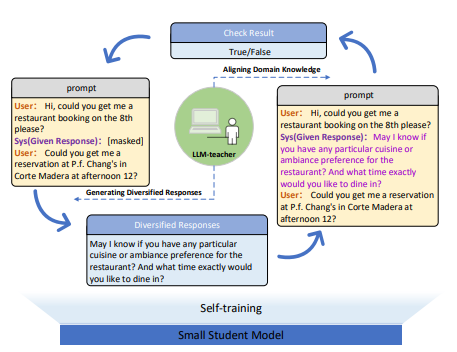 Check Result
True/False
Aligning Domain Knowledge
prompt
User: Hi, could you get me a
restaurant booking on the 8th
please?
Sys(Given Response): [masked]
User: Could you get me a
reservation at P.f. Chang's in
Corte Madera at
afternoon 12?
LLM-teacher
prompt
User: Hi, could you get me a
restaurant booking on the 8th
please?
Sys(Given Response): May I know if
you have any particular cuisine
or ambiance preference for the
restaurant? And what time exactly
would you like to dine in?
User: Could you get me a reservation
at P.f. Chang's in Corte Madera at
afternoon 12?
Generating Diversified Responses
Diversified Responses
May I know if you have any particular
cuisine or ambiance preference for the
restaurant? And what time exactly would
you like to dine in?
Self-training
Small Student Model